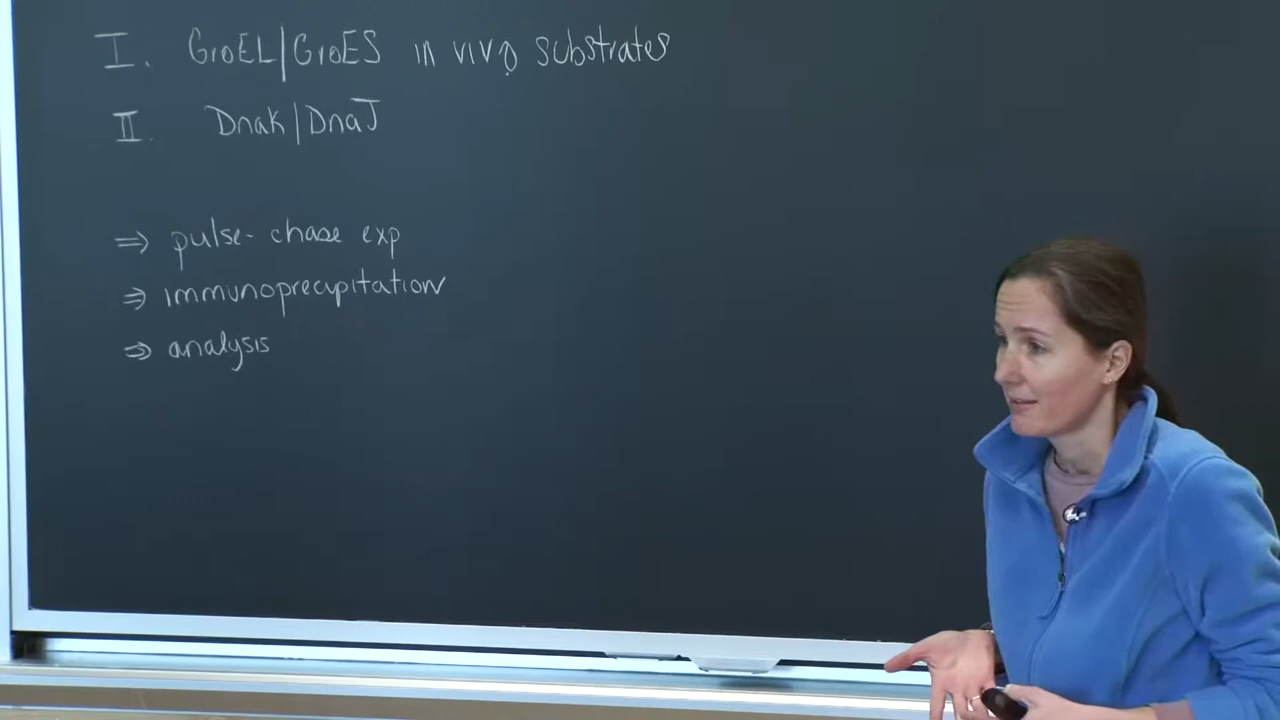 I. GroEL/GroES in vivo substrates
II. DnaK/DnaJ
⇒ pulse-chase exp
⇒ immunoprecipitation
⇒ analysis